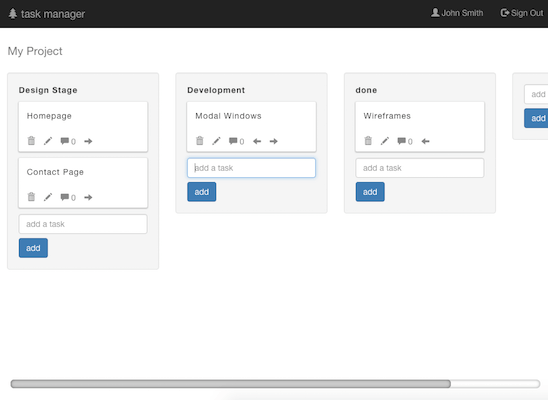 task manager
John Smith
Sign Out
My Project
Design Stage
Homepage
0
Contact Page
0
add a task
add
Development
Modal Windows
0
add a task
add
done
Wireframes
0
add a task
add
add
add